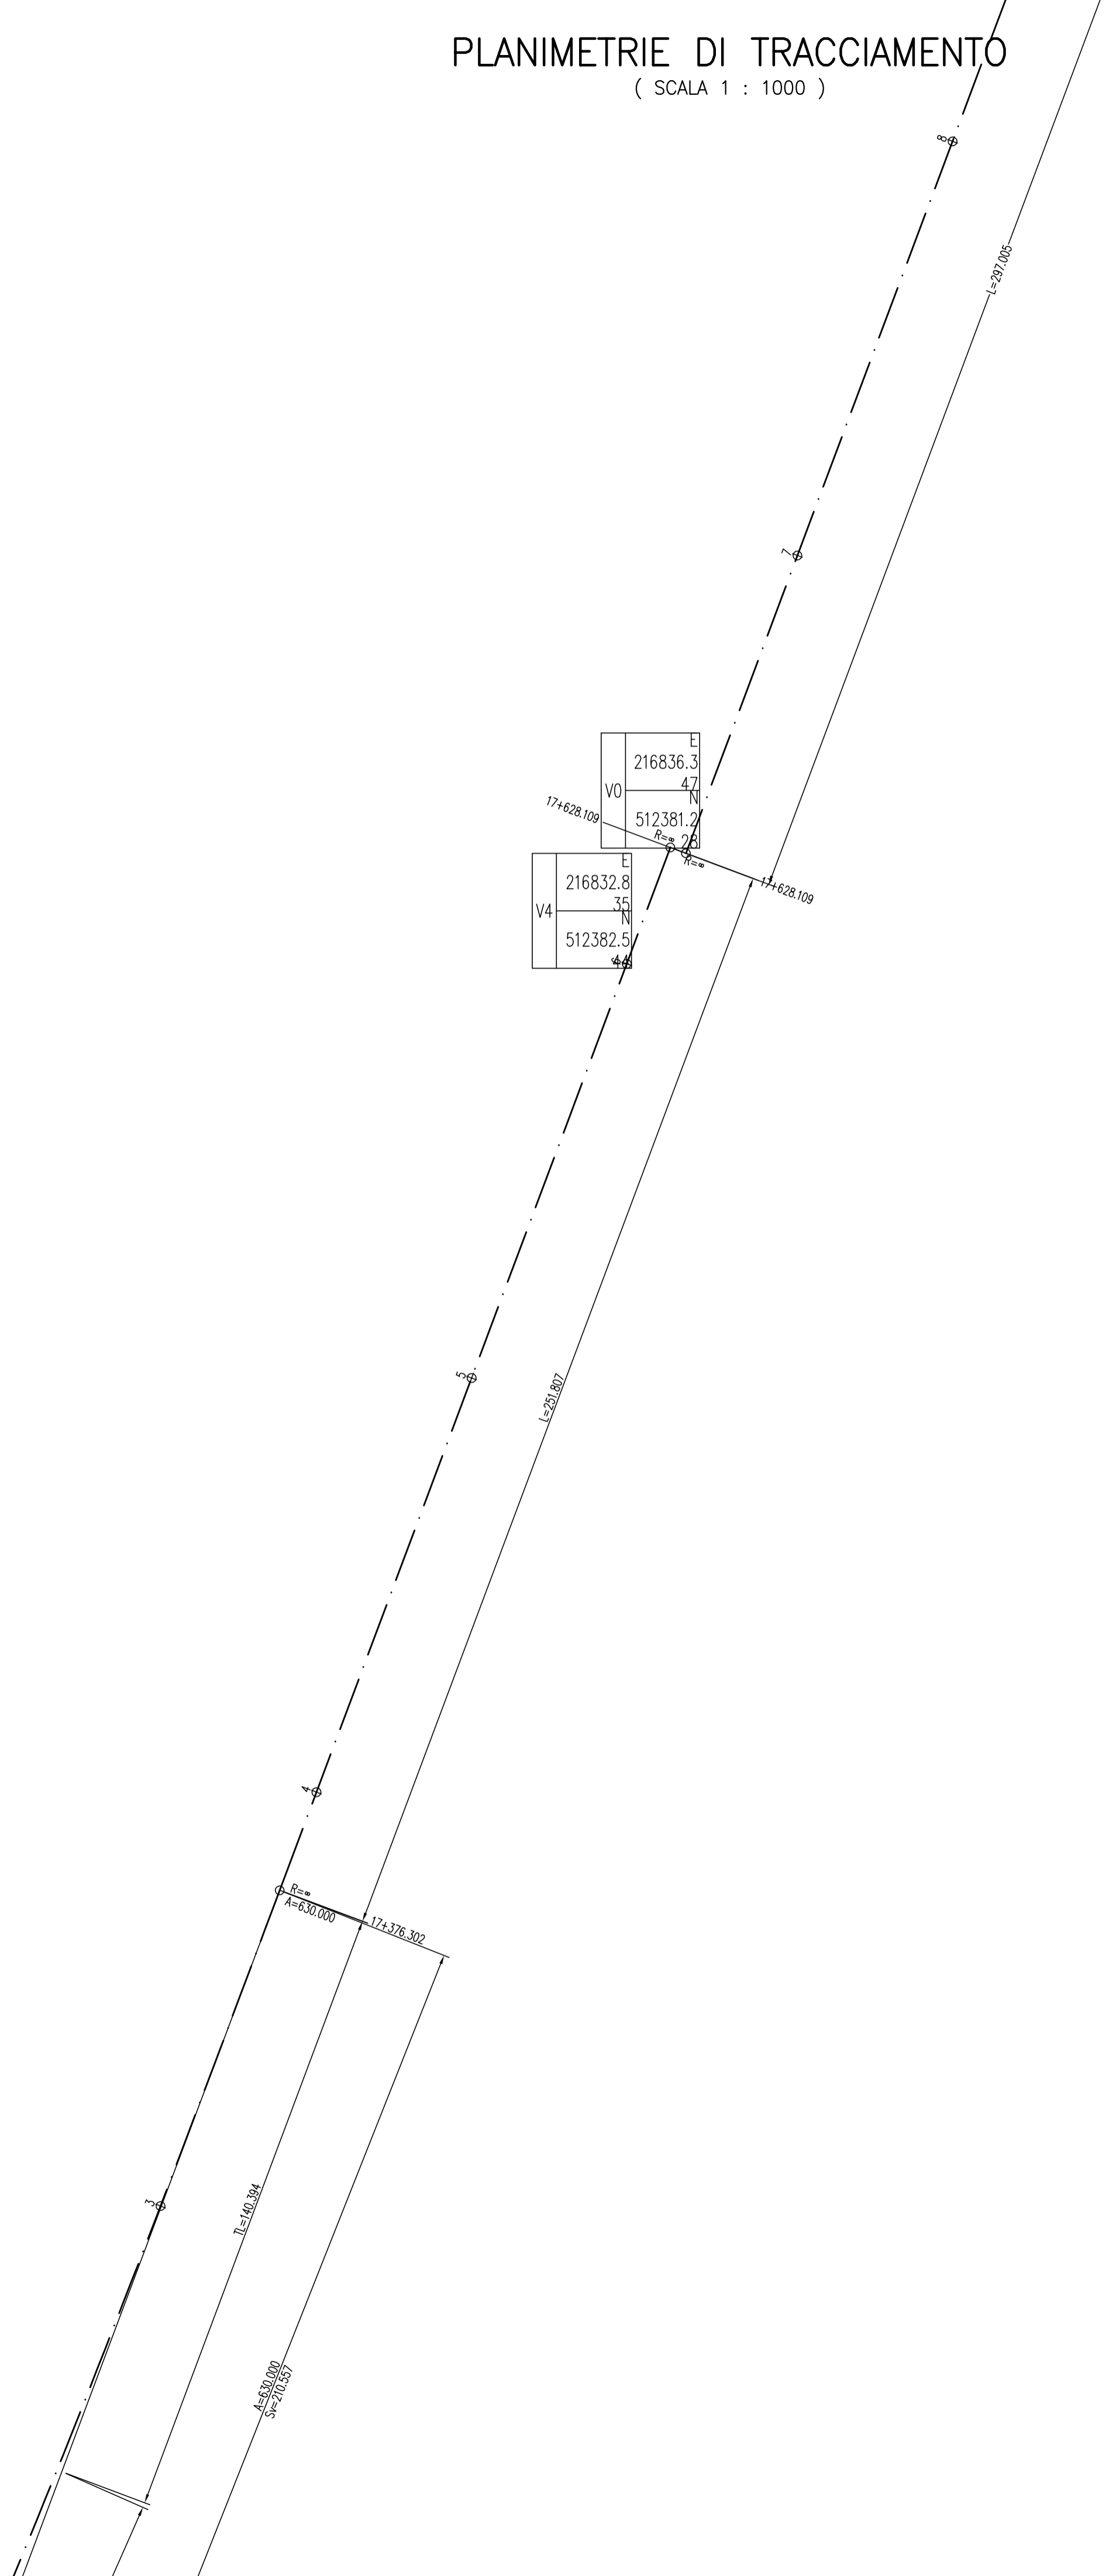 PLANIMETRIE DI TRACCIAMENTO
( SCALA 1 : 1000 )
8
L=297.005
7
E
216836.3
47
V0
N
512381.2
28
17+628.109
R=∞
R=∞
17+628.109
E
216832.8
35
V4
N
512382.5
44
6
5
L=251.807
4
R=∞
A=630.000
17+376.302
3
TL=140.394
A=630.000
Sv=210.557